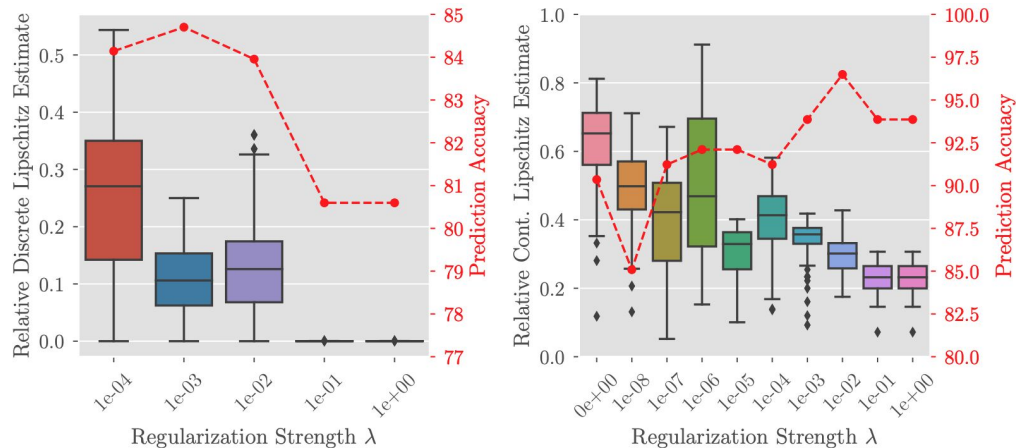 Relative Discrete Lipschitz Estimate
0.5
0.4
0.3
0.2
0.1
0.0
85
84
83
82
81
80
79
78
77
Prediction Accuacy
1e-04
1e-03
1e-02
1e-01
1e+00
Regularization Strength λ
Relative Cont. Lipschitz Estimate
1.0
0.8
0.6
0.4
0.2
0.0
100.0
97.5
95.0
92.5
90.0
87.5
85.0
82.5
80.0
Prediction Accuacy
0e+00
1e-08
1e-07
1e-06
1e-05
1e-04
1e-03
1e-02
1e-01
1e+00
Regularization Strength λ